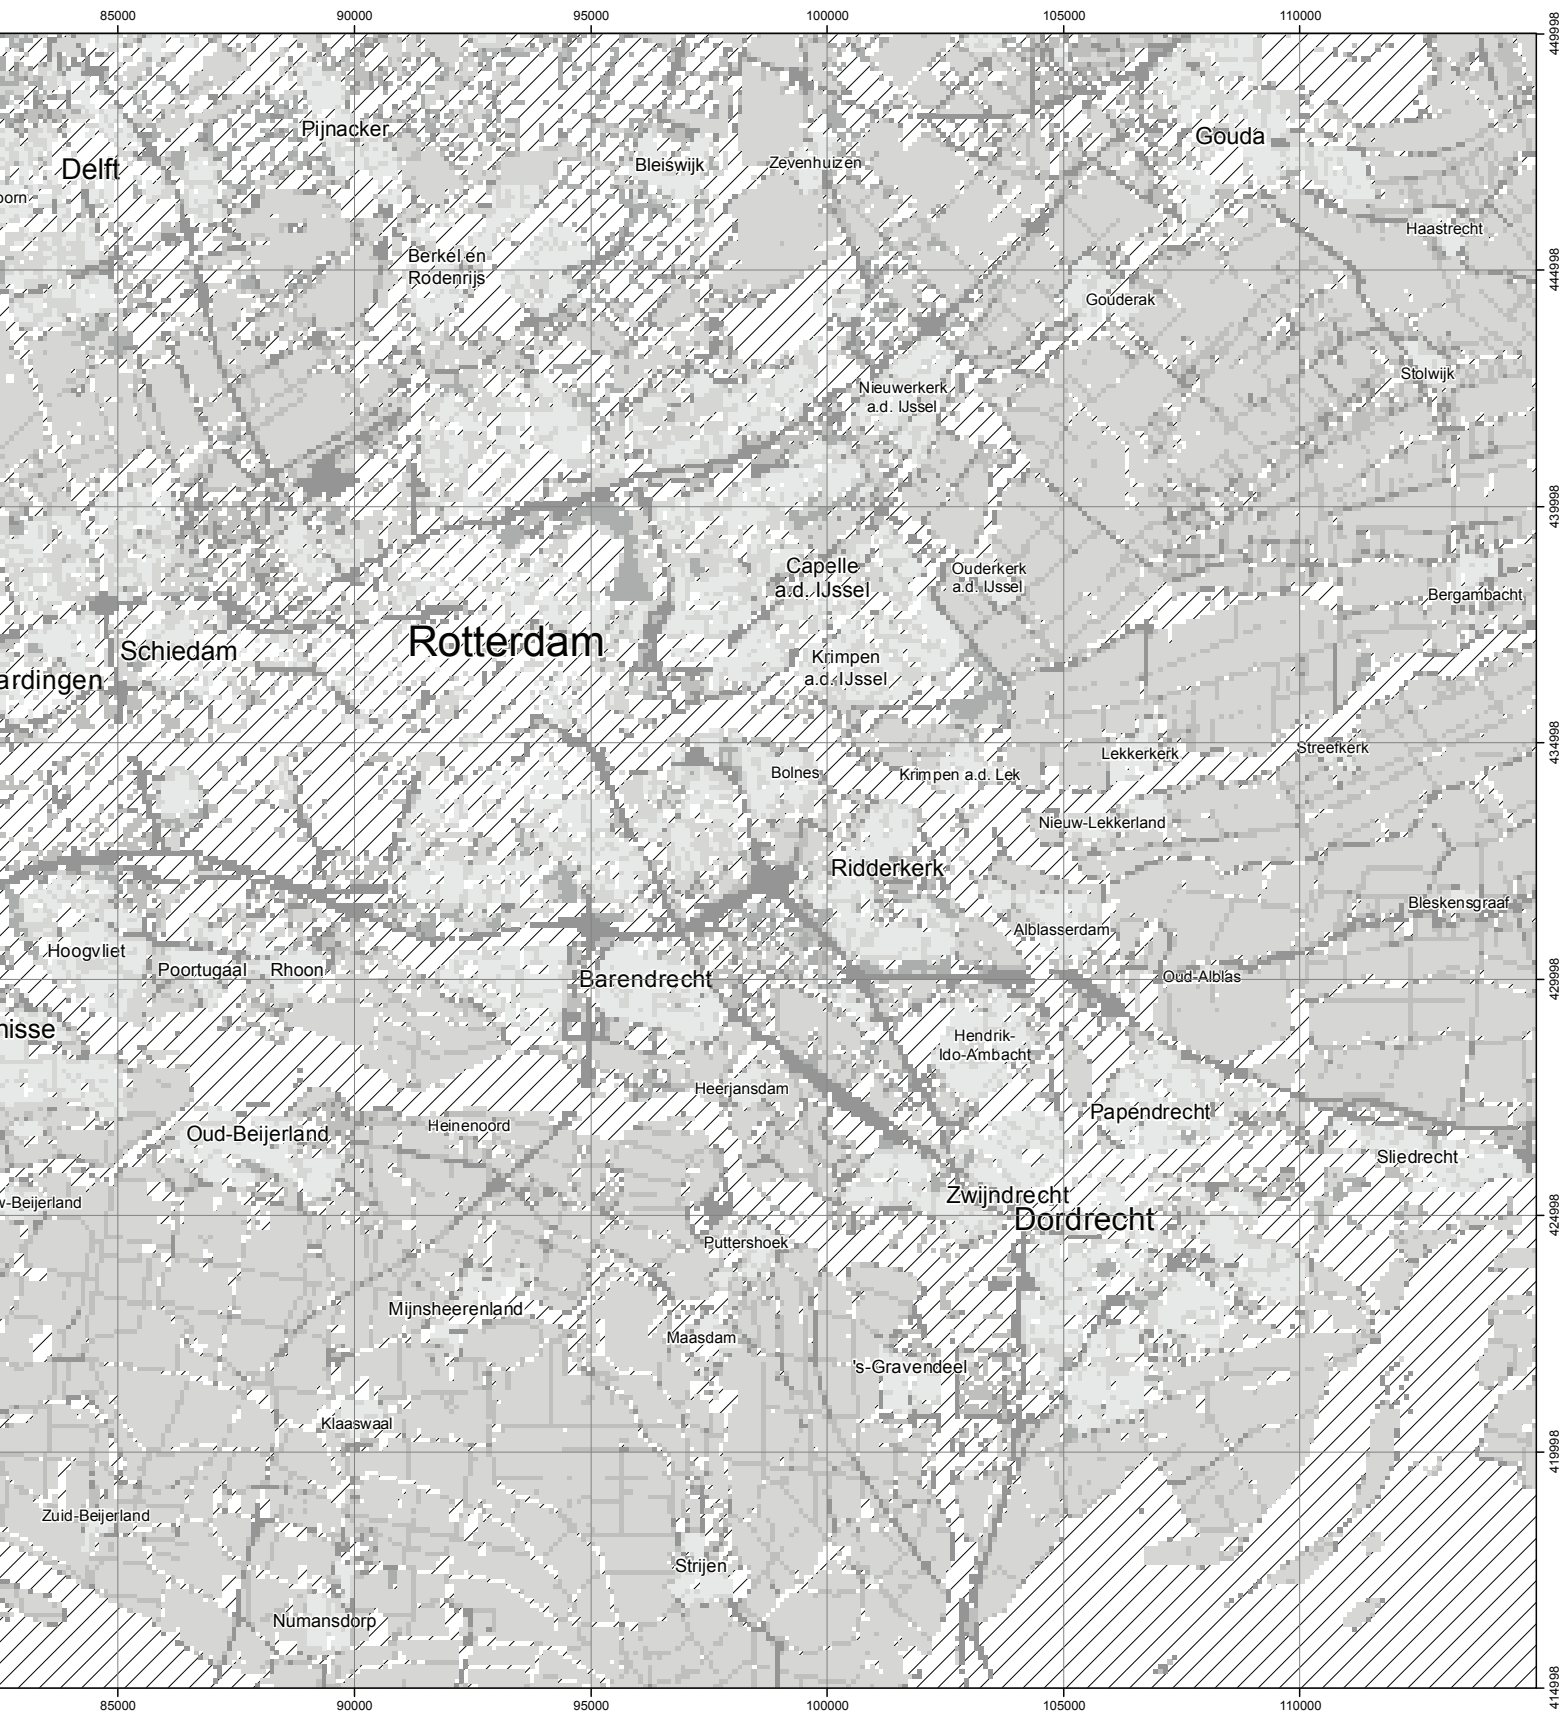 85000 90000 95000 100000 105000 110000
449998
Pijnacker
Gouda
Delft
Bleiswijk
Zevenhuizen
oorn
Haastrecht
Berkel en
Rodenrijs
444998
Gouderak
Stolwijk
Nieuwerkerk
a.d. IJssel
439998
Capelle
a.d. IJssel
Ouderkerk
a.d. IJssel
Bergambacht
Rotterdam
Schiedam
Krimpen
a.d. IJssel
ardingen
434998
Lekkerkerk
Streefkerk
Bolnes
Krimpen a.d. Lek
Nieuw-Lekkerland
Ridderkerk
Bleskensgraaf
Alblasserdam
Hoogvliet
Poortugaal
Rhoon
Barendrecht
Oud-Alblas
429998
nisse
Hendrik-
Ido-Ambacht
Heerjansdam
Papendrecht
Oud-Beijerland
Heinenoord
Sliedrecht
w-Beijerland
Zwijndrecht
Dordrecht
424998
Puttershoek
Mijnsheerenland
Maasdam
's-Gravendeel
Klaaswaal
419998
Zuid-Beijerland
Strijen
Numansdorp
414998
85000 90000 95000 100000 105000 110000